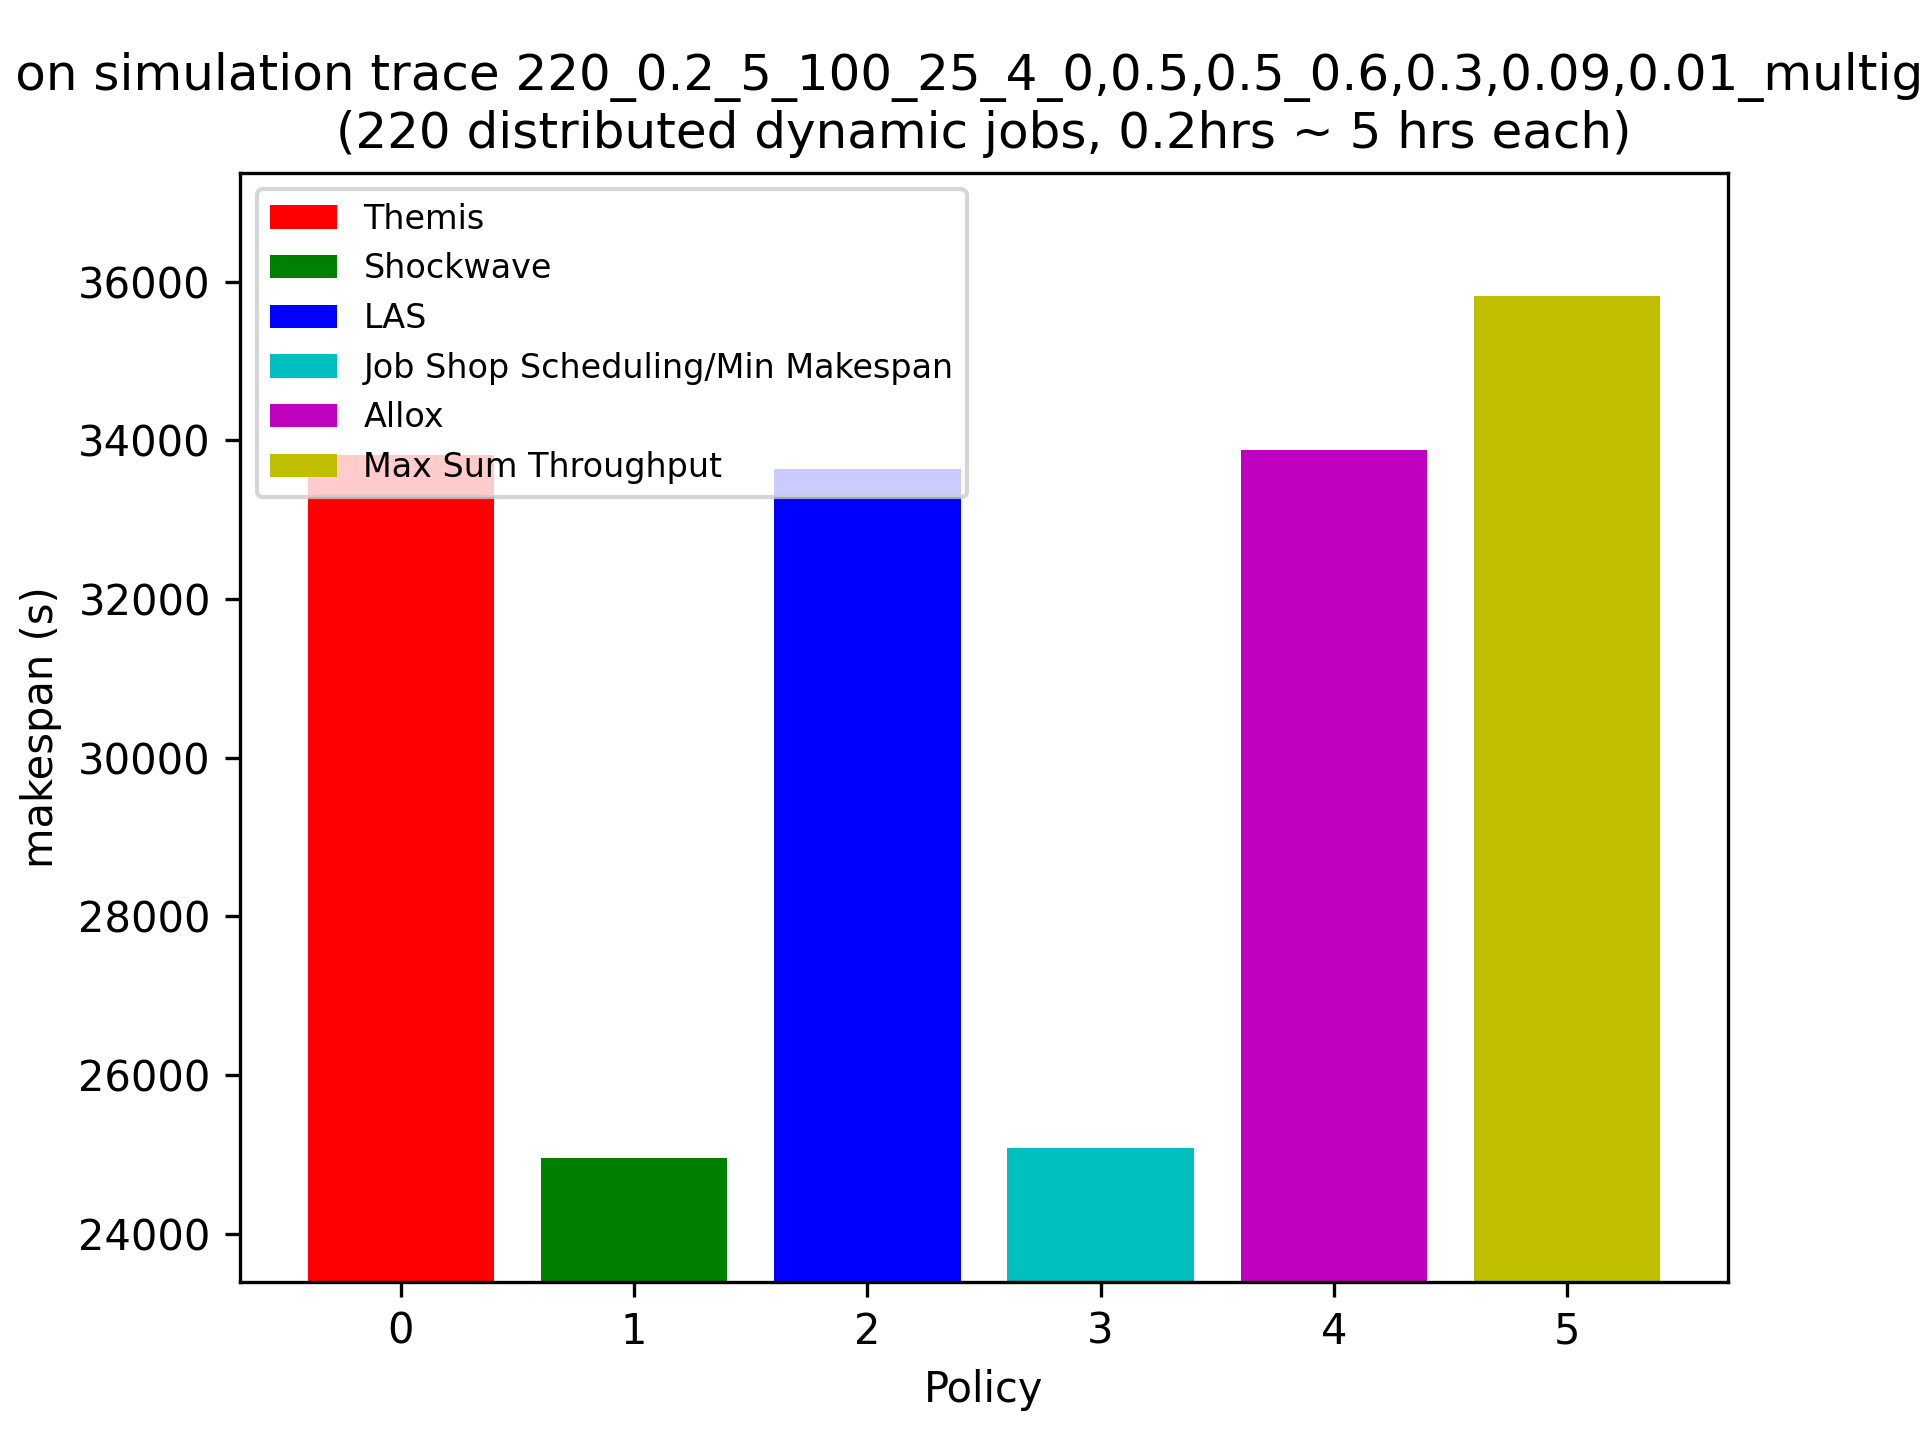 on simulation trace 220_0.2_5_100_25_4_0,0.5,0.5_0.6,0.3,0.09,0.01_multig
(220 distributed dynamic jobs, 0.2hrs ~ 5 hrs each)
Themis
Shockwave
LAS
Job Shop Scheduling/Min Makespan
Allox
Max Sum Throughput
36000
34000
32000
30000
28000
26000
24000
makespan (s)
0 1 2 3 4 5
Policy